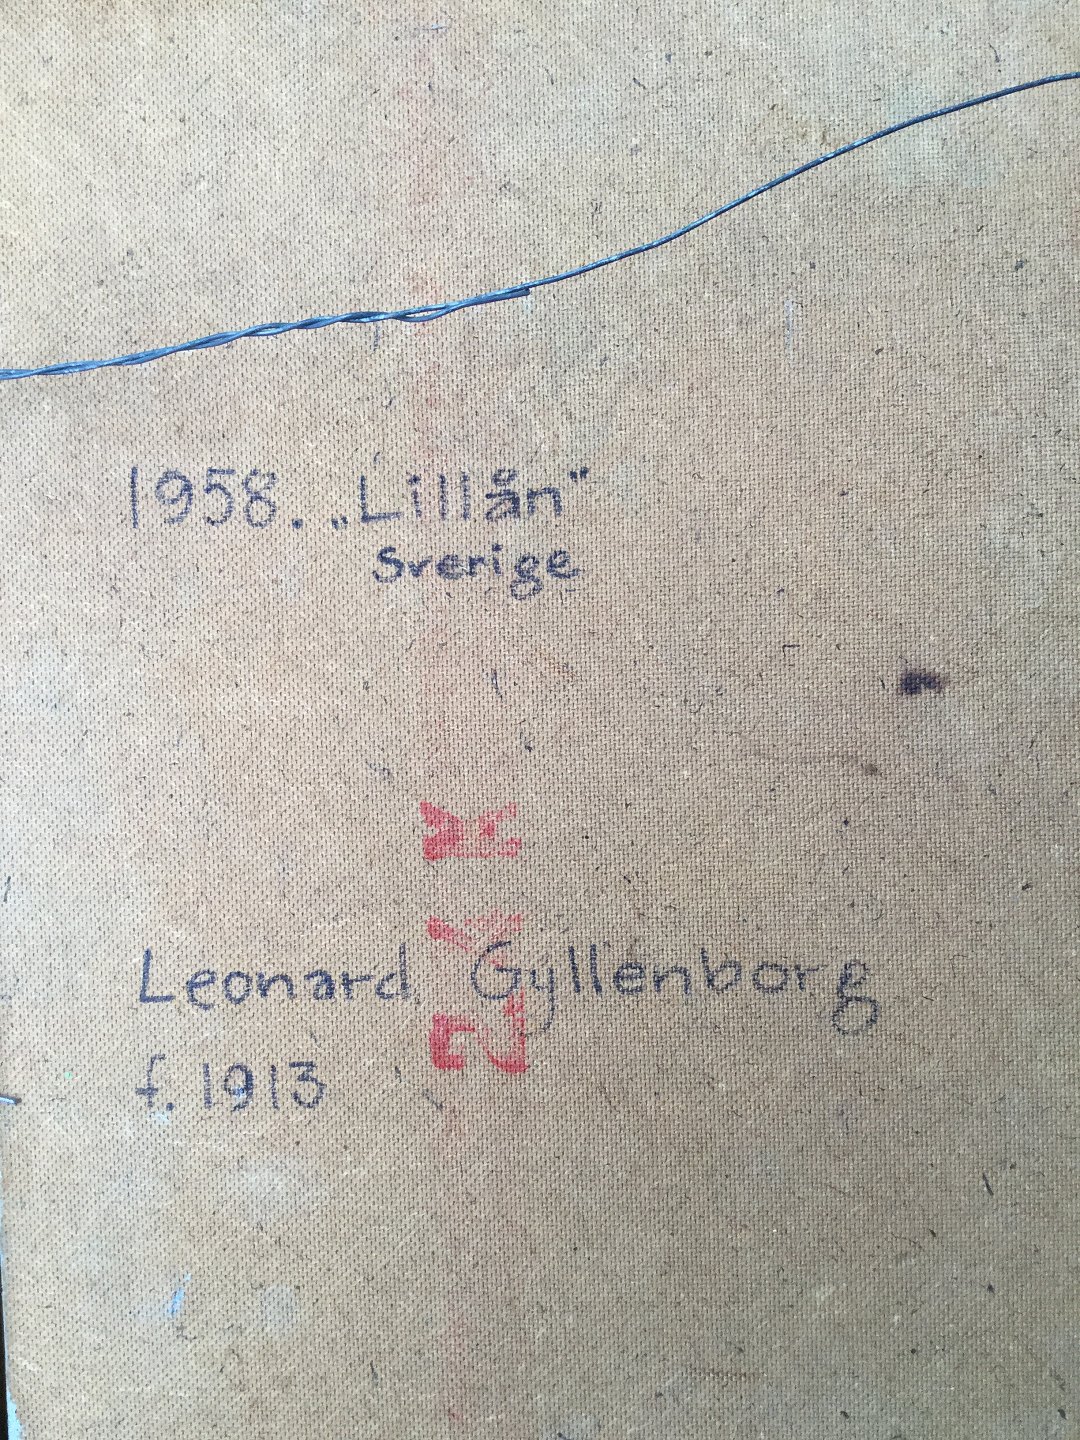 1958. „Lillån"
Sverige
Leonard Gyllenborg
f. 1913